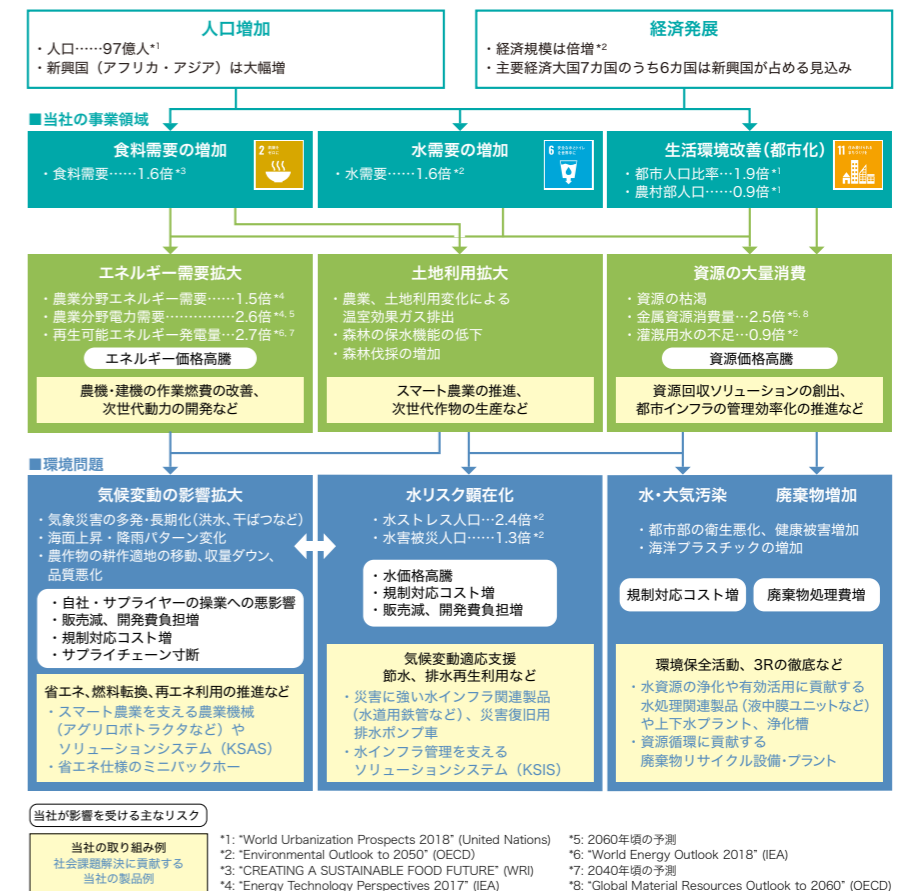 人口増加
・人口……97億人*1
・新興国（アフリカ・アジア）は大幅増
経済発展
・経済規模は倍増*2
・主要経済大国7カ国のうち6カ国は新興国が占める見込み
■当社の事業領域
食料需要の増加
・食料需要……1.6倍*3
2
水需要の増加
・水需要……1.6倍*2
6
生活環境改善（都市化）
・都市人口比率…1.9倍*1
・農村部人口……0.9倍*1
11
エネルギー需要拡大
・農業分野エネルギー需要……1.5倍*4
・農業分野電力需要……………2.6倍*4, 5
・再生可能エネルギー発電量…2.7倍*6, 7
エネルギー価格高騰
農機・建機の作業燃費の改善、
次世代動力の開発など
土地利用拡大
・農業、土地利用変化による
温室効果ガス排出
・森林の保水機能の低下
・森林伐採の増加
スマート農業の推進、
次世代作物の生産など
資源の大量消費
・資源の枯渇
・金属資源消費量…2.5倍*5, 8
・灌漑用水の不足…0.9倍*2
資源価格高騰
資源回収ソリューションの創出、
都市インフラの管理効率化の推進など
■環境問題
気候変動の影響拡大
・気象災害の多発・長期化（洪水、干ばつなど）
・海面上昇・降雨パターン変化
・農作物の耕作適地の移動、収量ダウン、
品質悪化
・自社・サプライヤーの操業への悪影響
・販売減、開発費負担増
・規制対応コスト増
・サプライチェーン寸断
省エネ、燃料転換、再エネ利用の推進など
・スマート農業を支える農業機械
（アグリロボトラクタなど）や
ソリューションシステム（KSAS）
・省エネ仕様のミニバックホー
水リスク顕在化
・水ストレス人口…2.4倍*2
・水害被災人口……1.3倍*2
・水価格高騰
・規制対応コスト増
・販売減、開発費負担増
気候変動適応支援
節水、排水再生利用など
・災害に強い水インフラ関連製品
（水道用鉄管など）、災害復旧用
排水ポンプ車
・水インフラ管理を支える
ソリューションシステム（KSIS）
水・大気汚染 廃棄物増加
・都市部の衛生悪化、健康被害増加
・海洋プラスチックの増加
規制対応コスト増
廃棄物処理費増
環境保全活動、3Rの徹底など
・水資源の浄化や有効活用に貢献する
水処理関連製品（液中膜ユニットなど）
や上下水プラント、浄化槽
・資源循環に貢献する
廃棄物リサイクル設備・プラント
当社が影響を受ける主なリスク
当社の取り組み例
社会課題解決に貢献する
当社の製品例
*1: “World Urbanization Prospects 2018” (United Nations)
*2: “Environmental Outlook to 2050” (OECD)
*3: “CREATING A SUSTAINABLE FOOD FUTURE” (WRI)
*4: “Energy Technology Perspectives 2017” (IEA)
*5: 2060年頃の予測
*6: “World Energy Outlook 2018” (IEA)
*7: 2040年頃の予測
*8: “Global Material Resources Outlook to 2060” (OECD)